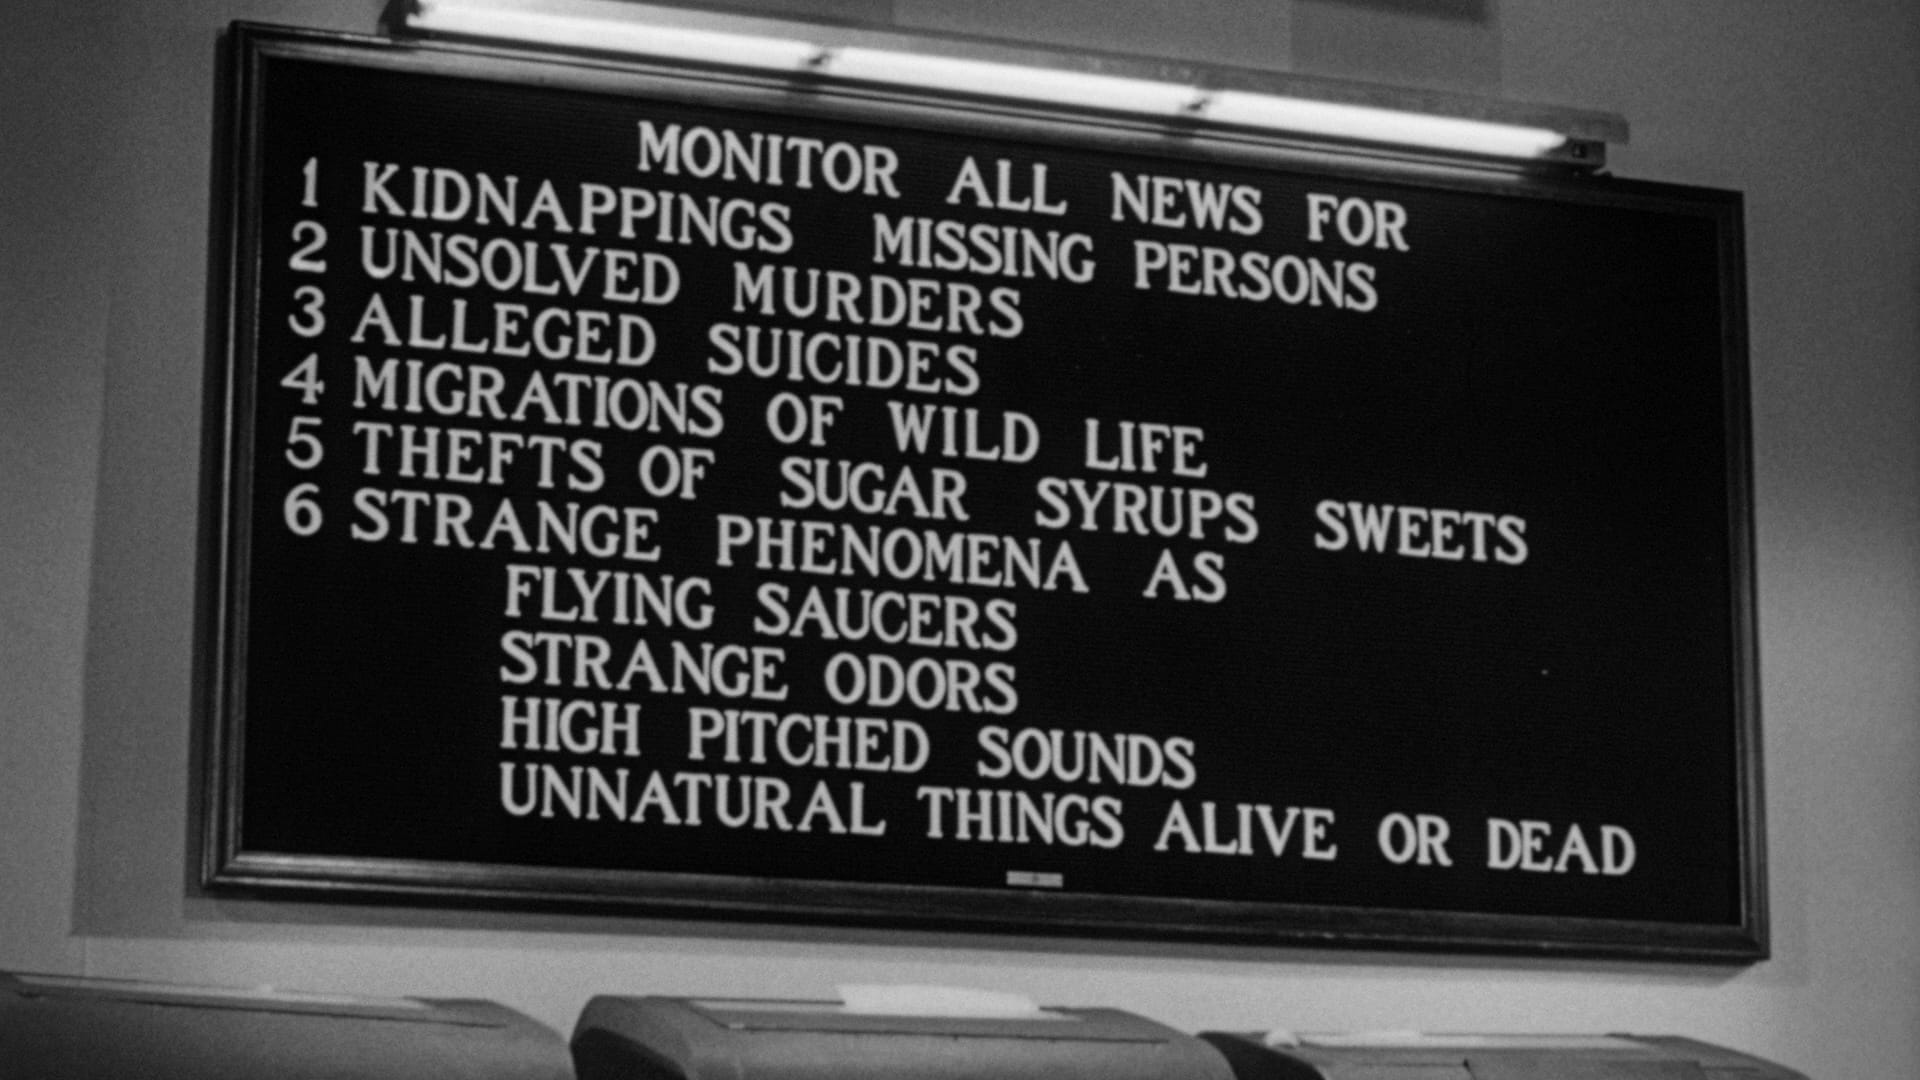 MONITOR ALL NEWS FOR
1 KIDNAPPINGS MISSING PERSONS
2 UNSOLVED MURDERS
3 ALLEGED SUICIDES
4 MIGRATIONS OF WILD LIFE
5 THEFTS OF SUGAR SYRUPS SWEETS
6 STRANGE PHENOMENA AS
FLYING SAUCERS
STRANGE ODORS
HIGH PITCHED SOUNDS
UNNATURAL THINGS ALIVE OR DEAD